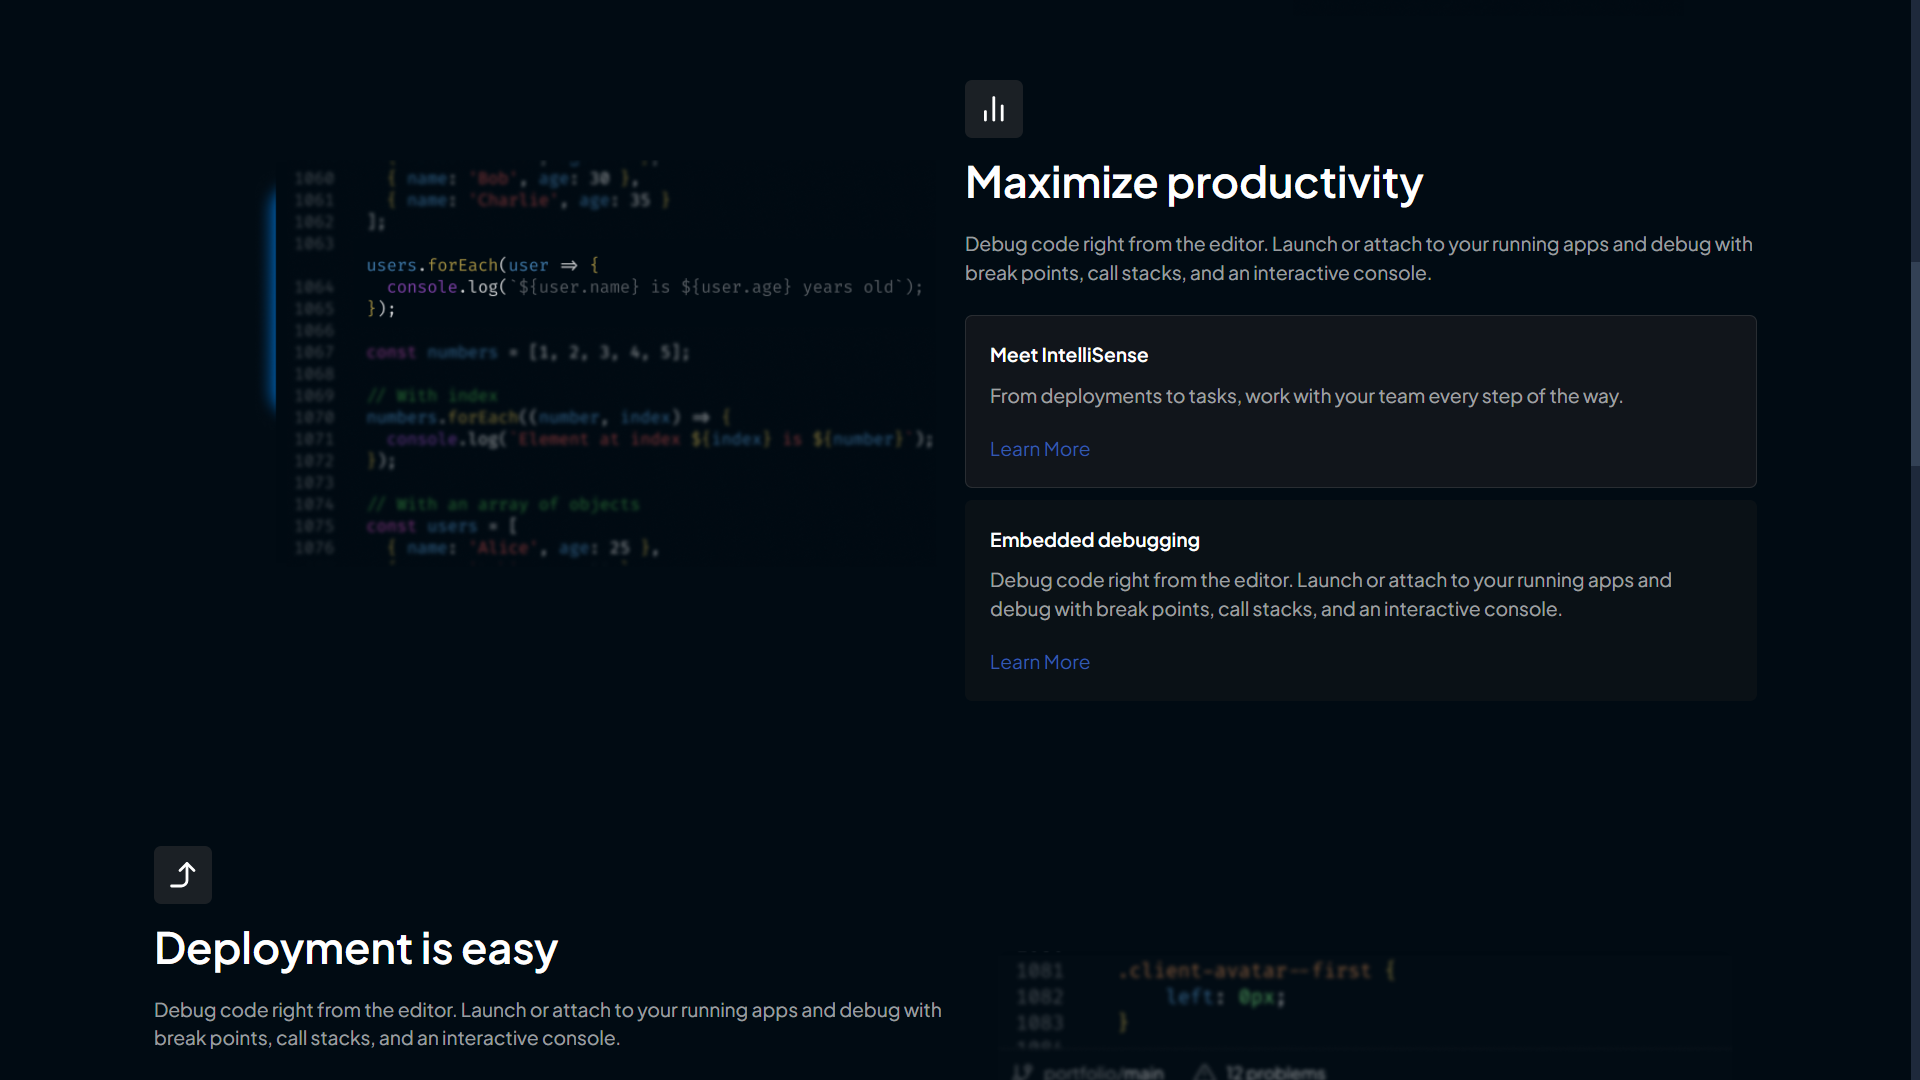 1060 { name: 'Bob', age: 30 },
1061 { name: 'Charlie', age: 35 }
1062 ];
1063
users.forEach(user ⇒ {
1064 console.log(`${user.name} is ${user.age} years old`);
1065 });
1066
1067 const numbers = [1, 2, 3, 4, 5];
1068
1069 // With index
1070 numbers.forEach((number, index) ⇒ {
1071 console.log(`Element at index ${index} is ${number}`);
1072 });
1073
1074 // With an array of objects
1075 const users = [
1076 { name: 'Alice', age: 25 },
Maximize productivity
Debug code right from the editor. Launch or attach to your running apps and debug with
break points, call stacks, and an interactive console.
Meet IntelliSense
From deployments to tasks, work with your team every step of the way.
Learn More
Embedded debugging
Debug code right from the editor. Launch or attach to your running apps and
debug with break points, call stacks, and an interactive console.
Learn More
Deployment is easy
Debug code right from the editor. Launch or attach to your running apps and debug with
break points, call stacks, and an interactive console.
1081 .client-avatar--first {
1082 left: 0px;
1083 }
portfolio/main 12 problems